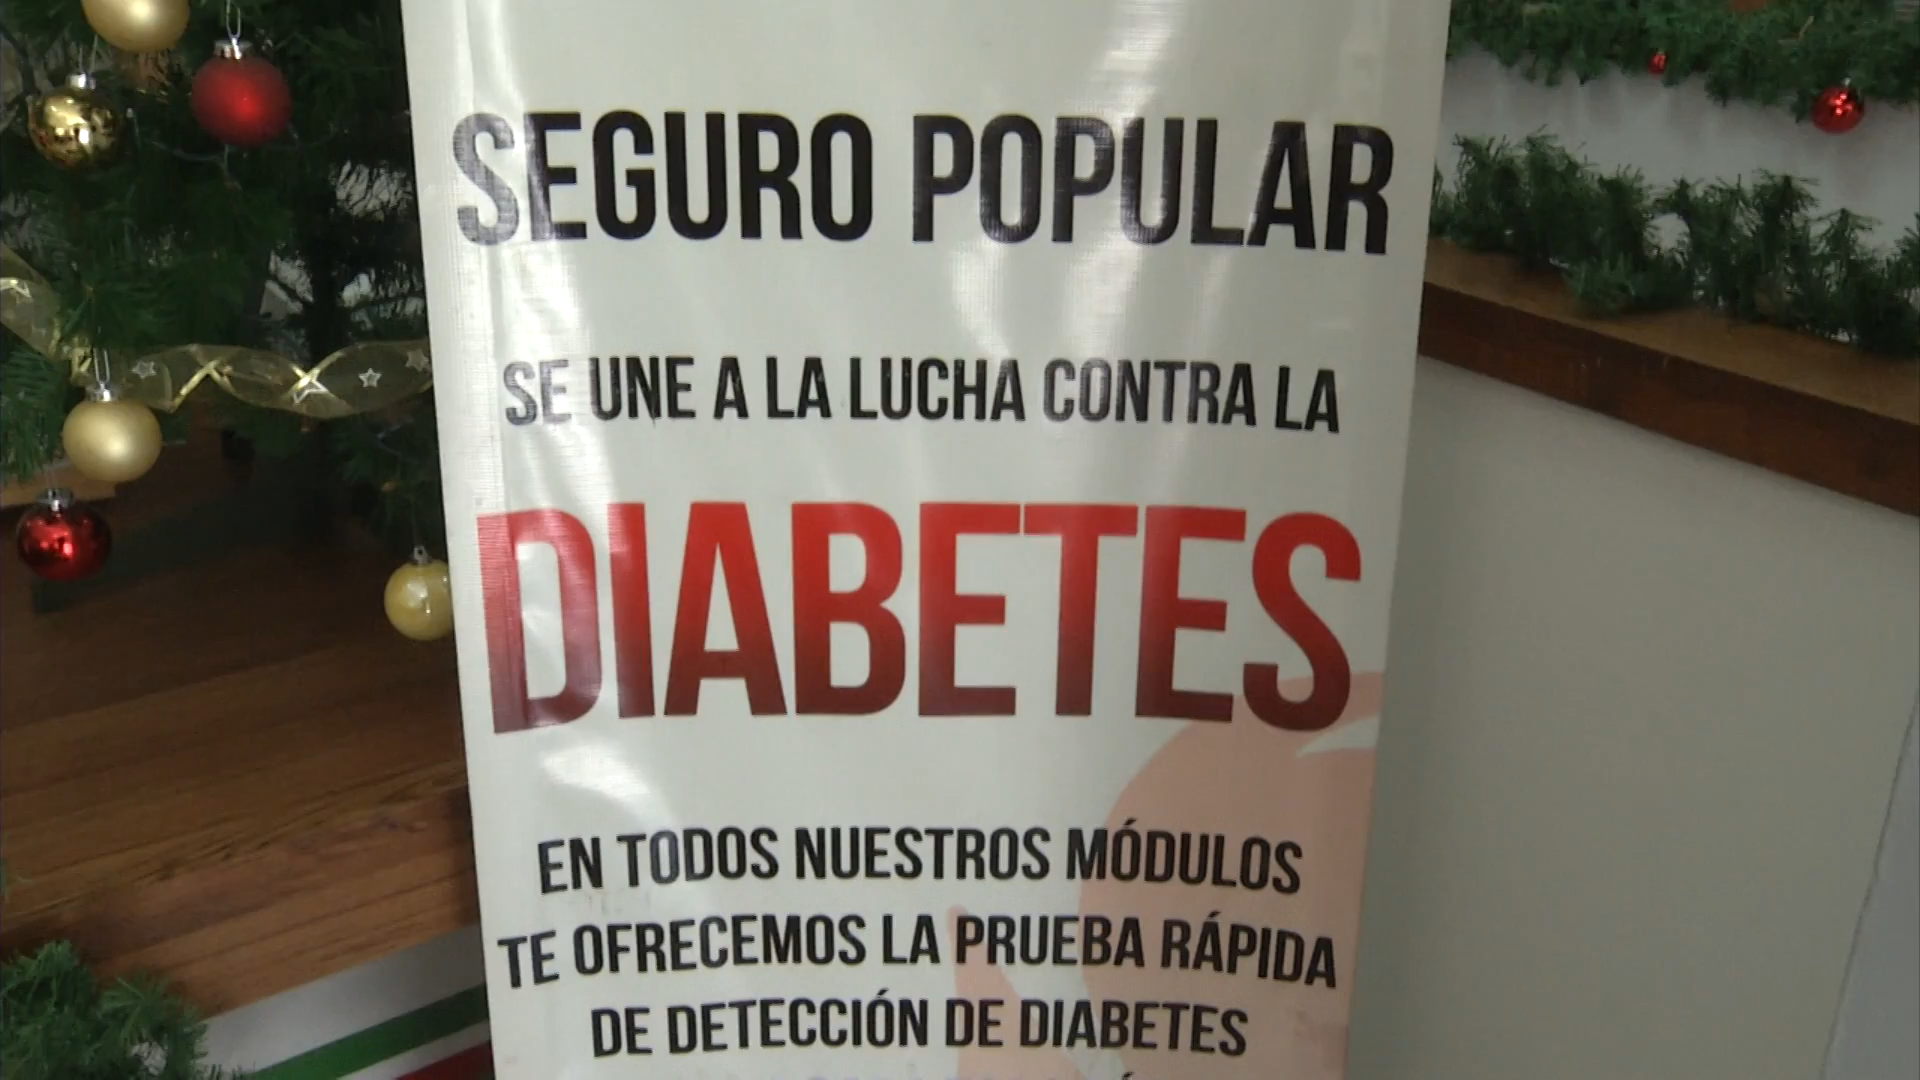 SEGURO POPULAR
SE UNE A LA LUCHA CONTRA LA
DIABETES
EN TODOS NUESTROS MÓDULOS
TE OFRECEMOS LA PRUEBA RÁPIDA
DE DETECCIÓN DE DIABETES